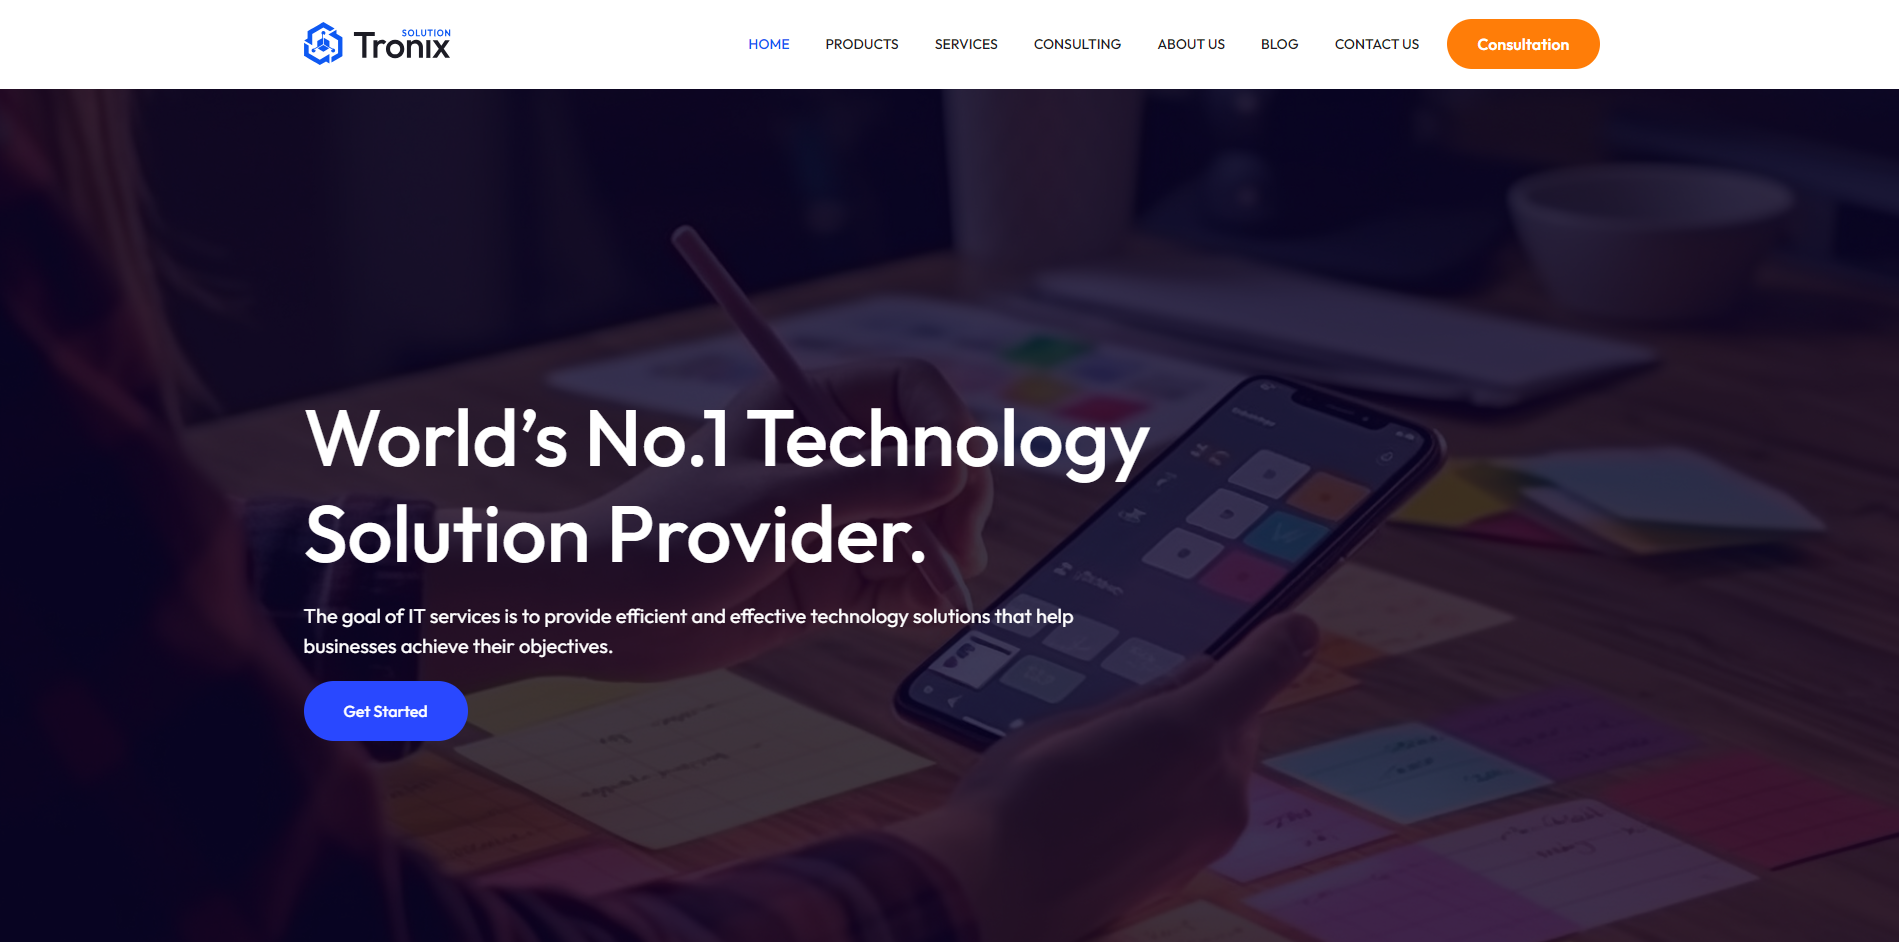 SOLUTION
Tronix
HOME PRODUCTS SERVICES CONSULTING ABOUT US BLOG CONTACT US Consultation
World’s No.1 Technology
Solution Provider.
The goal of IT services is to provide efficient and effective technology solutions that help
businesses achieve their objectives.
Get Started